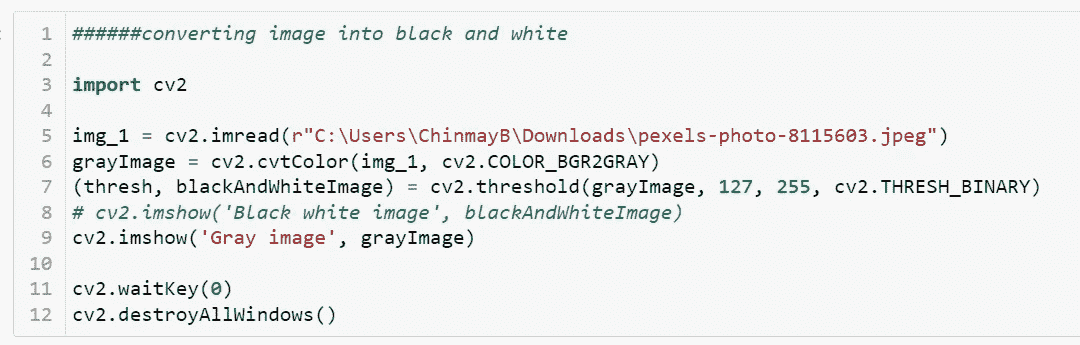 1 ######converting image into black and white
2
3 import cv2
4
5 img_1 = cv2.imread(r"C:\Users\ChinmayB\Downloads\pexels-photo-8115603.jpeg")
6 grayImage = cv2.cvtColor(img_1, cv2.COLOR_BGR2GRAY)
7 (thresh, blackAndWhiteImage) = cv2.threshold(grayImage, 127, 255, cv2.THRESH_BINARY)
8 # cv2.imshow('Black white image', blackAndWhiteImage)
9 cv2.imshow('Gray image', grayImage)
10
11 cv2.waitKey(0)
12 cv2.destroyAllWindows()